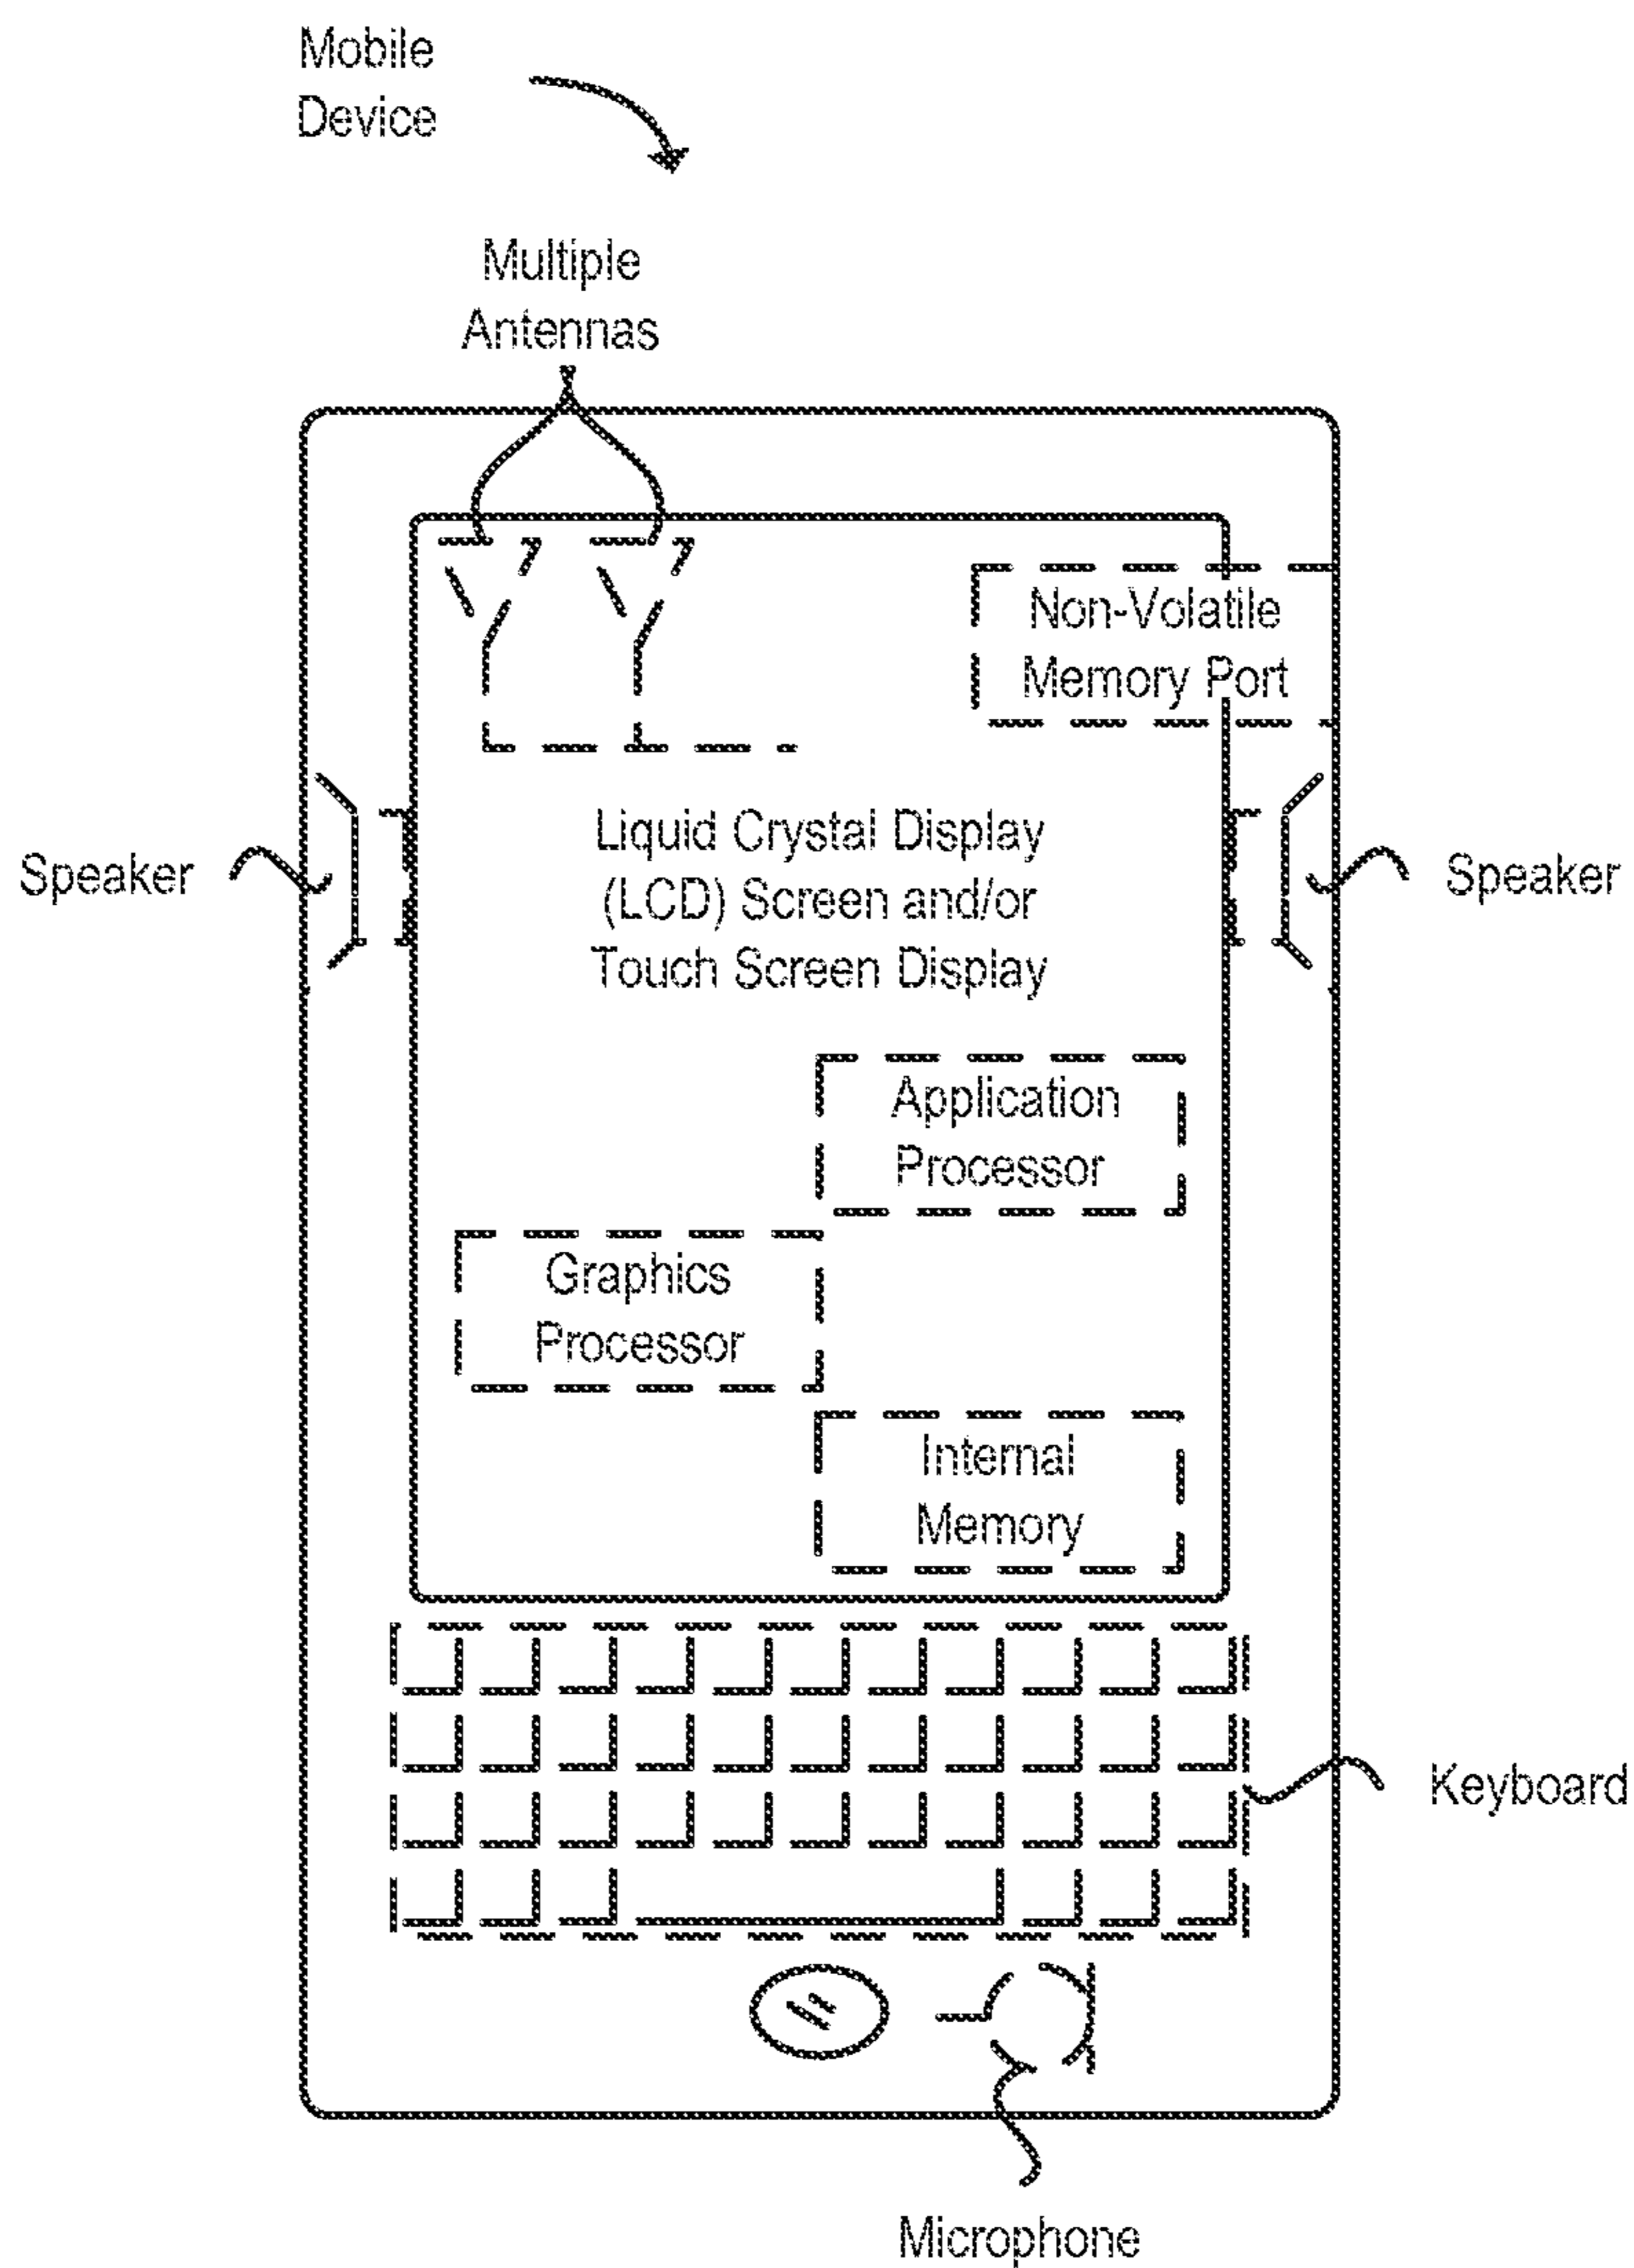 Mobile
Device
Multiple
Antennas
Non-Volatile
Memory Port
Liquid Crystal Display
(LCD) Screen and/or
Touch Screen Display
Speaker
Speaker
Application
Processor
Graphics
Processor
Internal
Memory
Keyboard
Microphone